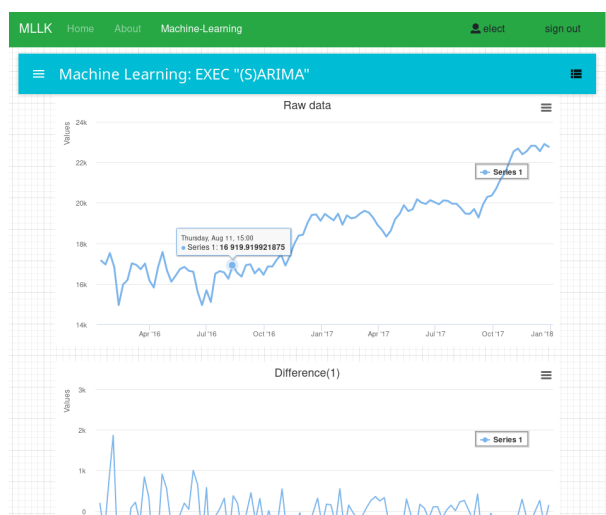 MLLK Home About Machine-Learning elect sign out
Machine Learning: EXEC "(S)ARIMA"
Raw data
Values
24k
22k
Series 1
20k
Thursday, Aug 11, 15:00
Series 1: 16 919.919921875
18k
16k
14k
Apr '16 Jul '16 Oct '16 Jan '17 Apr '17 Jul '17 Oct '17 Jan '18
Difference(1)
Values
3k
2k
Series 1
1k
0